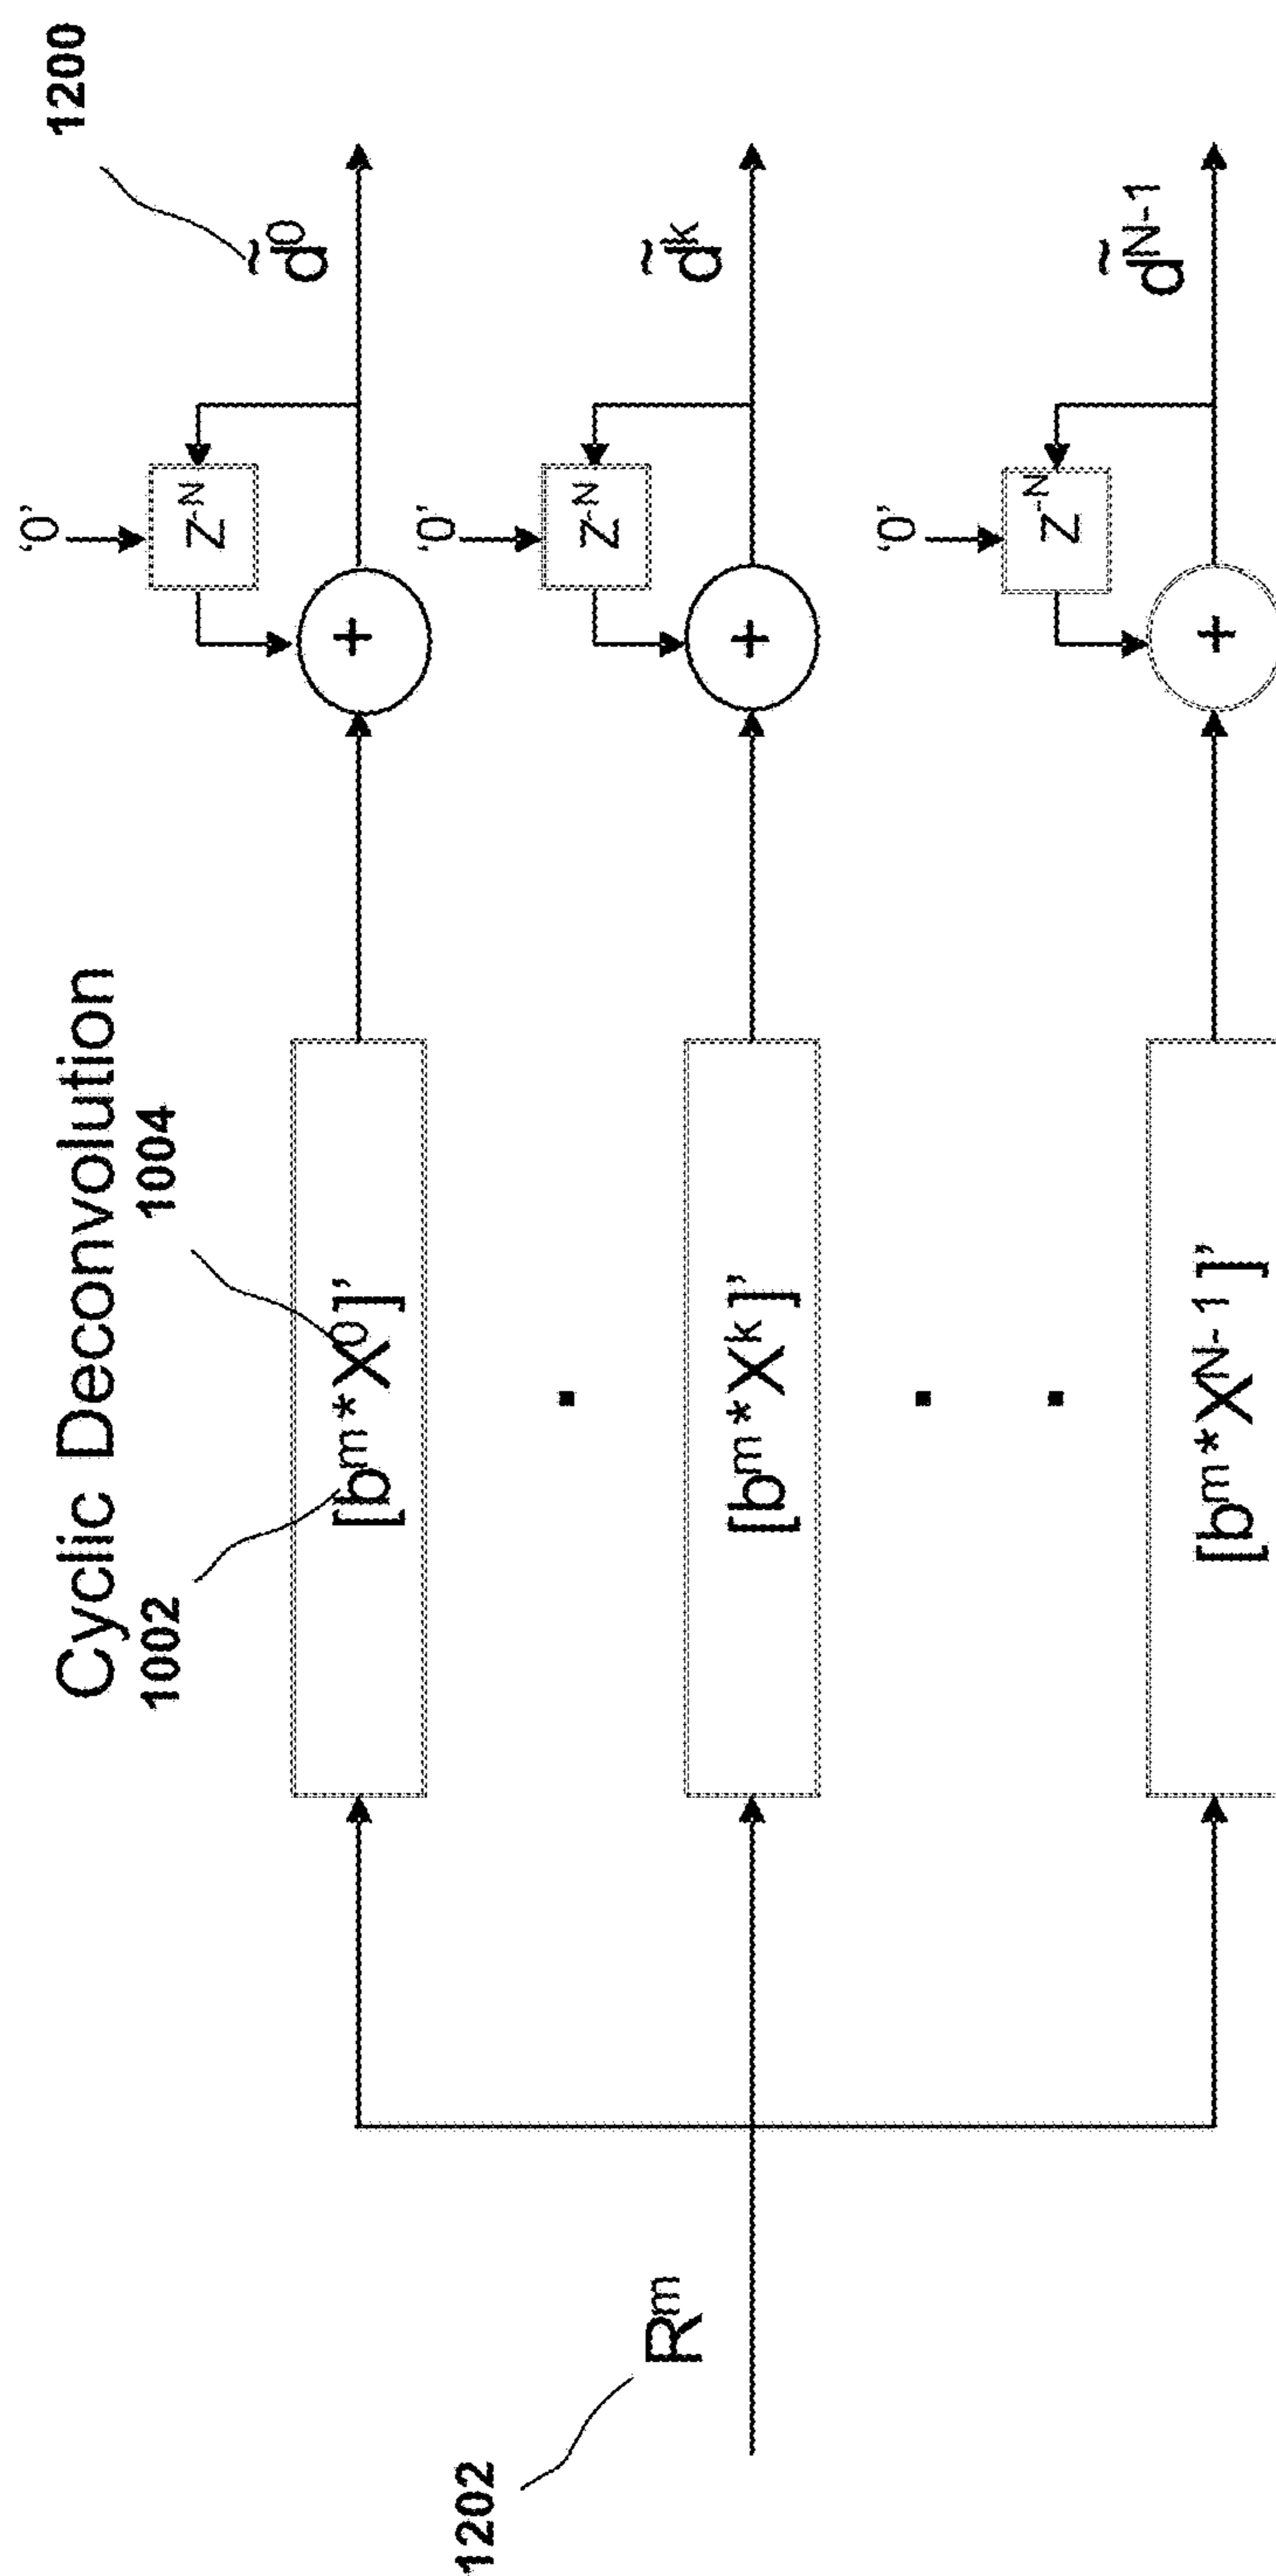 1200
Cyclic Deconvolution
1002
1004
'0'
Z^-N
[b^m*X^0]'
+
d̃^0
'0'
Z^-N
1202
R^m
[b^m*X^k]'
+
d̃^k
'0'
Z^-N
[b^m*X^N-1]'
+
d̃^N-1